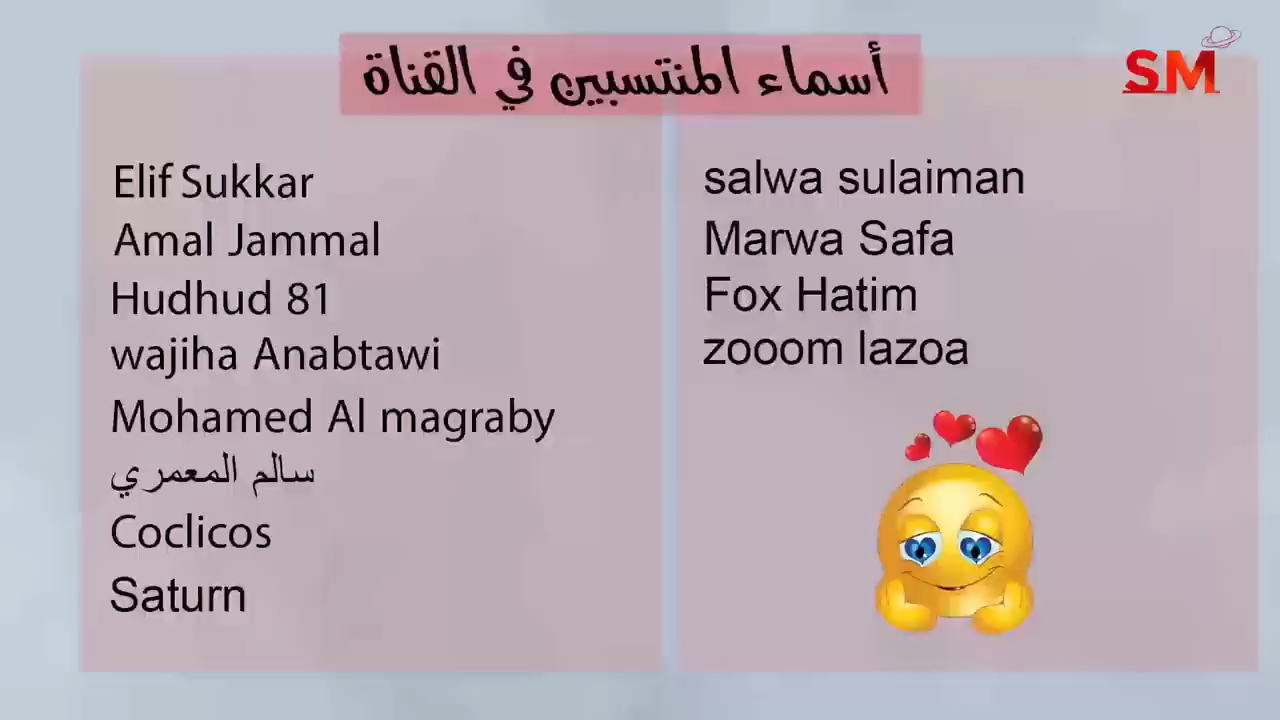 أسماء المنتسبين في القناة
SM
Elif Sukkar
Amal Jammal
Hudhud 81
wajiha Anabtawi
Mohamed Al magraby
سالم المعمري
Coclicos
Saturn
salwa sulaiman
Marwa Safa
Fox Hatim
zooom lazoa